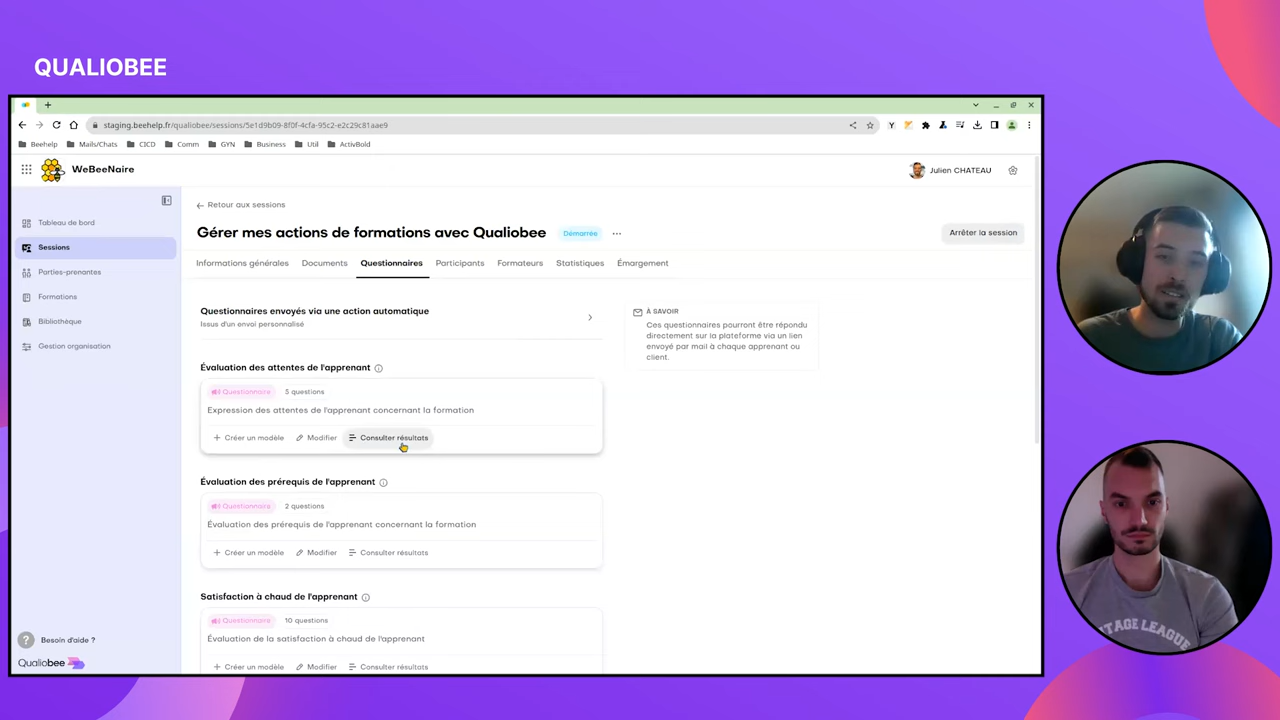 QUALIOBEE
staging.beehelp.fr/qualiobee/sessions/5e1d9b09-8f0f-4cfa-95c2-e2c29c81aae9
Beehelp Mails/Chats CICD Comm GYN Business Util ActivBold
WeBeeNaire
Julien CHATEAU
Tableau de bord
Sessions
Parties-prenantes
Formations
Bibliothèque
Gestion organisation
Besoin d'aide ?
Qualiobee
Retour aux sessions
Gérer mes actions de formations avec Qualiobee Démarrée ...
Arrêter la session
Informations générales Documents Questionnaires Participants Formateurs Statistiques Émargement
Questionnaires envoyés via une action automatique
Issus d'un envoi personnalisé
À SAVOIR
Ces questionnaires pourront être répondu
directement sur la plateforme via un lien
envoyé par mail à chaque apprenant ou
client.
Évaluation des attentes de l'apprenant
Questionnaire 3 questions
Expression des attentes de l'apprenant concernant la formation
Créer un modèle Modifier Consulter résultats
Évaluation des prérequis de l'apprenant
Questionnaire 2 questions
Évaluation des prérequis de l'apprenant concernant la formation
Créer un modèle Modifier Consulter résultats
Satisfaction à chaud de l'apprenant
Questionnaire 10 questions
Évaluation de la satisfaction à chaud de l'apprenant
Créer un modèle Modifier Consulter résultats